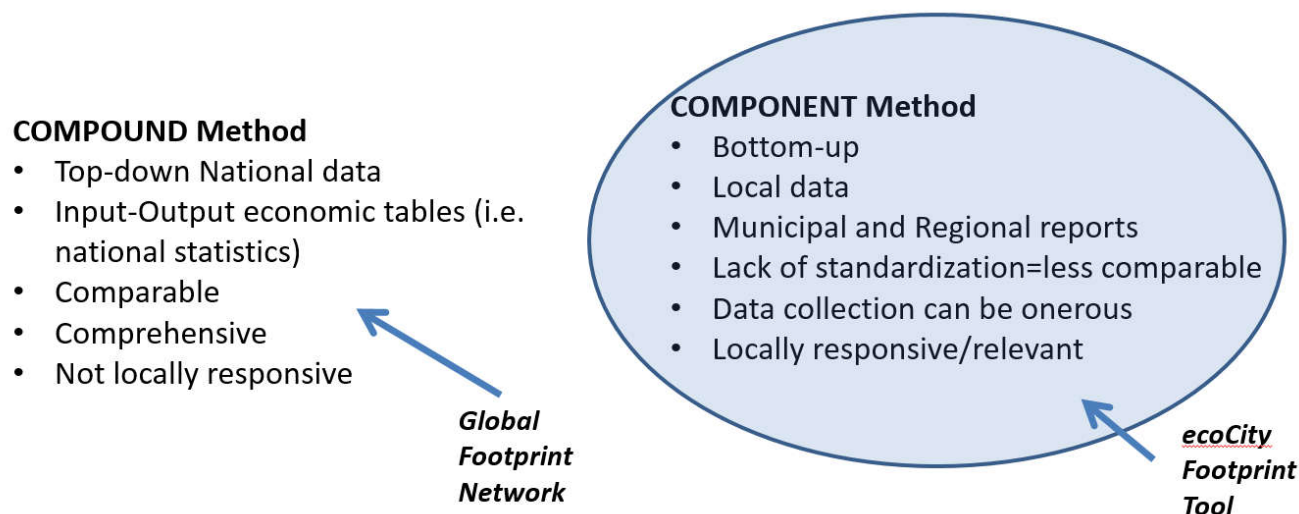 COMPOUND Method
• Top-down National data
• Input-Output economic tables (i.e.
national statistics)
• Comparable
• Comprehensive
• Not locally responsive
Global
Footprint
Network
COMPONENT Method
• Bottom-up
• Local data
• Municipal and Regional reports
• Lack of standardization=less comparable
• Data collection can be onerous
• Locally responsive/relevant
ecoCity
Footprint
Tool